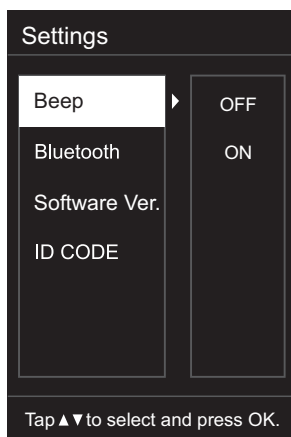 Settings
Beep
OFF
Bluetooth
ON
Software Ver.
ID CODE
Tap▲▼to select and press OK.